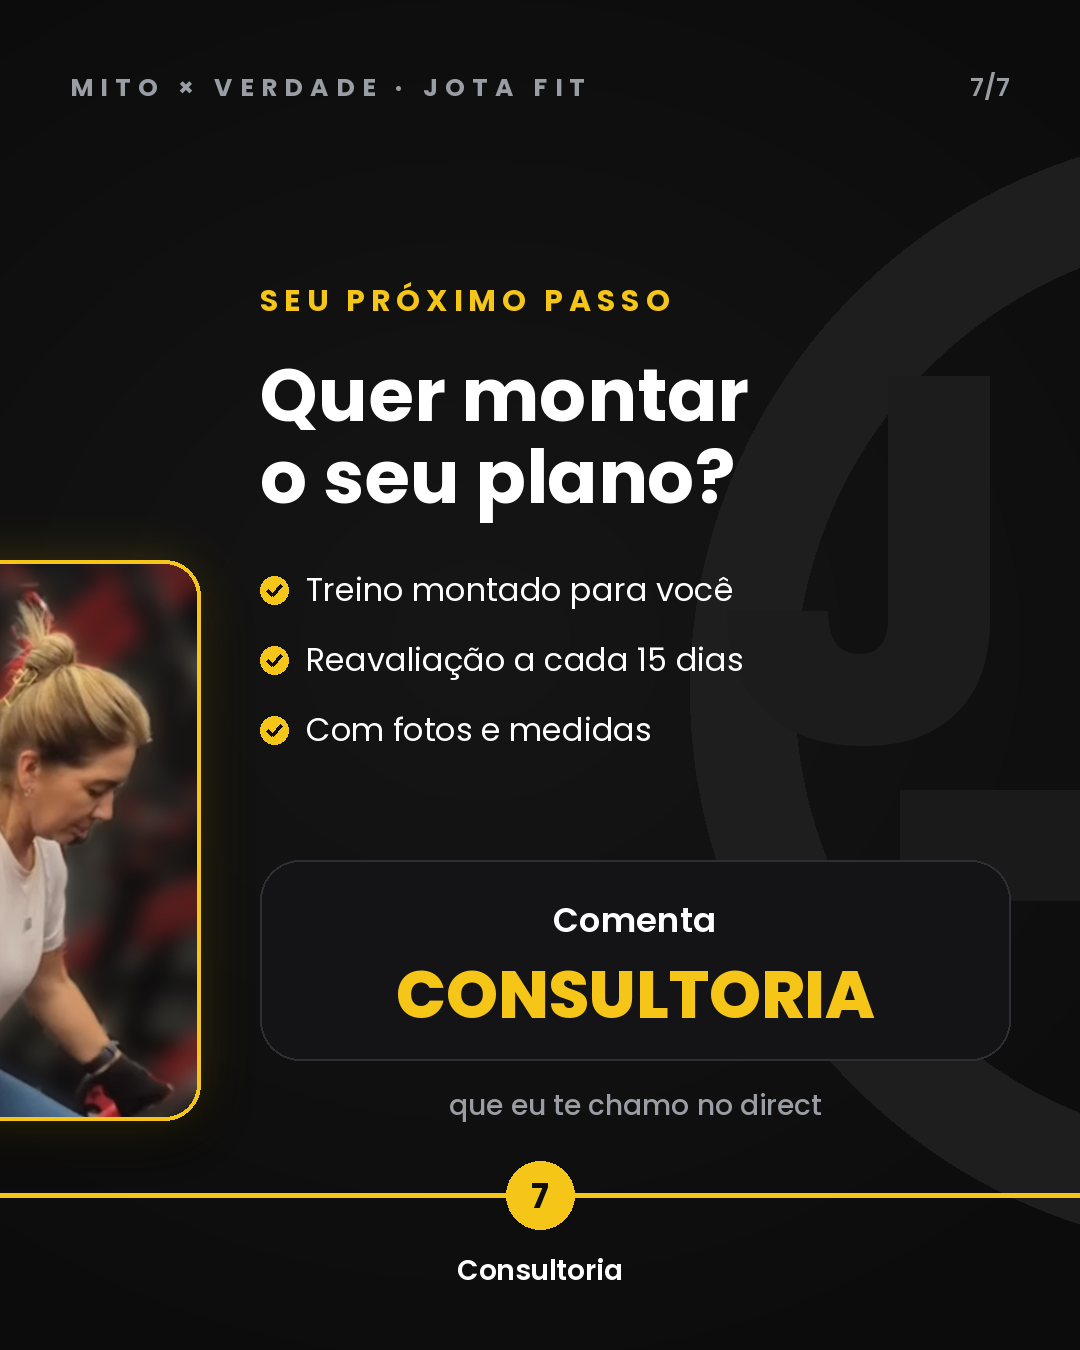 MITO × VERDADE · JOTA FIT
7/7
SEU PRÓXIMO PASSO
Quer montar
o seu plano?
Treino montado para você
Reavaliação a cada 15 dias
Com fotos e medidas
Comenta
CONSULTORIA
que eu te chamo no direct
7
Consultoria